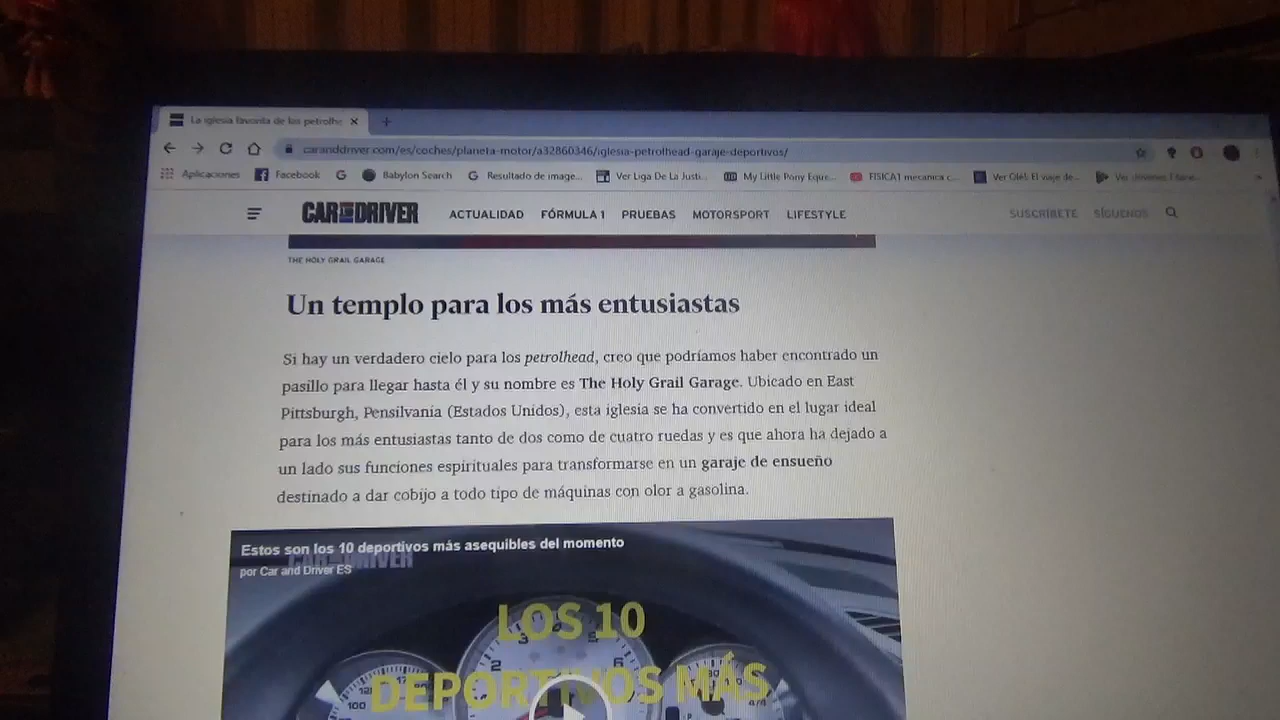 La iglesia favorita de los petrolhe
caranddriver.com/es/coches/planeta-motor/a32860346/iglesia-petrolhead-garaje-deportivos/
Aplicaciones Facebook Babylon Search Resultado de image... Ver Liga De La Justi... My Little Pony Eque... FISICA1 mecanica c... Ver Olé! El viaje de...
CAR AND DRIVER ACTUALIDAD FÓRMULA 1 PRUEBAS MOTORSPORT LIFESTYLE SUSCRÍBETE SÍGUENOS
THE HOLY GRAIL GARAGE
Un templo para los más entusiastas
Si hay un verdadero cielo para los petrolhead, creo que podríamos haber encontrado un
pasillo para llegar hasta él y su nombre es The Holy Grail Garage. Ubicado en East
Pittsburgh, Pensilvania (Estados Unidos), esta iglesia se ha convertido en el lugar ideal
para los más entusiastas tanto de dos como de cuatro ruedas y es que ahora ha dejado a
un lado sus funciones espirituales para transformarse en un garaje de ensueño
destinado a dar cobijo a todo tipo de máquinas con olor a gasolina.
Estos son los 10 deportivos más asequibles del momento
CAR AND DRIVER
por Car and Driver ES
LOS 10
DEPORTIVOS MÁS